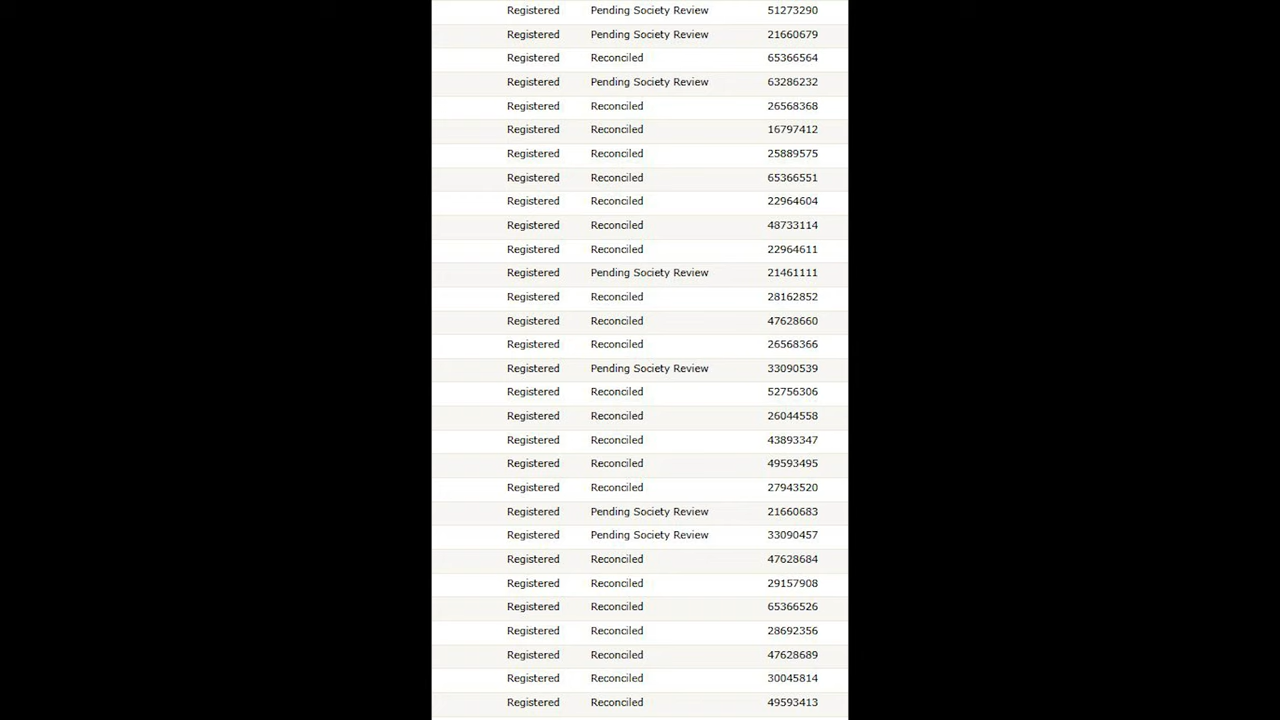 Registered Pending Society Review 51273290
Registered Pending Society Review 21660679
Registered Reconciled 65366564
Registered Pending Society Review 63286232
Registered Reconciled 26568368
Registered Reconciled 16797412
Registered Reconciled 25889575
Registered Reconciled 65366551
Registered Reconciled 22964604
Registered Reconciled 48733114
Registered Reconciled 22964611
Registered Pending Society Review 21461111
Registered Reconciled 28162852
Registered Reconciled 47628660
Registered Reconciled 26568366
Registered Pending Society Review 33090539
Registered Reconciled 52756306
Registered Reconciled 26044558
Registered Reconciled 43893347
Registered Reconciled 49593495
Registered Reconciled 27943520
Registered Pending Society Review 21660683
Registered Pending Society Review 33090457
Registered Reconciled 47628684
Registered Reconciled 29157908
Registered Reconciled 65366526
Registered Reconciled 28692356
Registered Reconciled 47628689
Registered Reconciled 30045814
Registered Reconciled 49593413